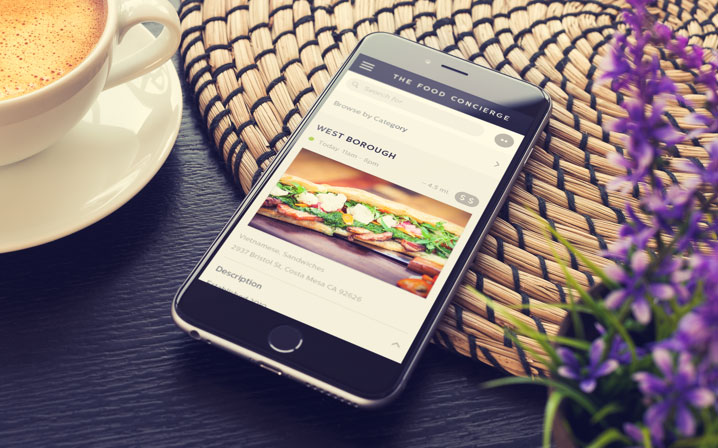 THE FOOD CONCIERGE
Search for
Browse by Category
WEST BOROUGH
Today: 11am - 8pm
~ 4.5 mi
$ $
Vietnamese, Sandwiches
2937 Bristol St, Costa Mesa CA 92626
Description